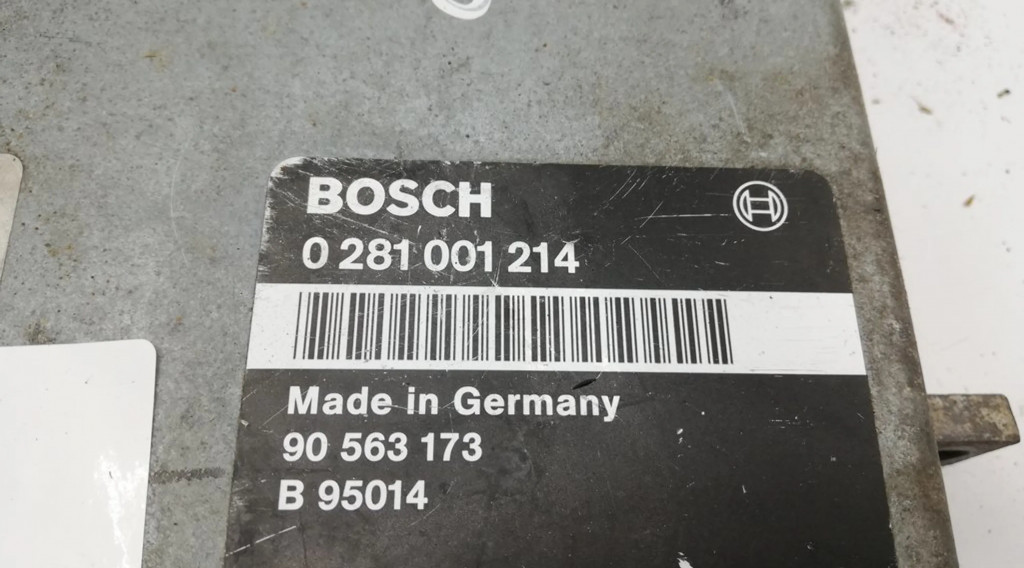 BOSCH
0 281 001 214
Made in Germany
90 563 173
B 95014